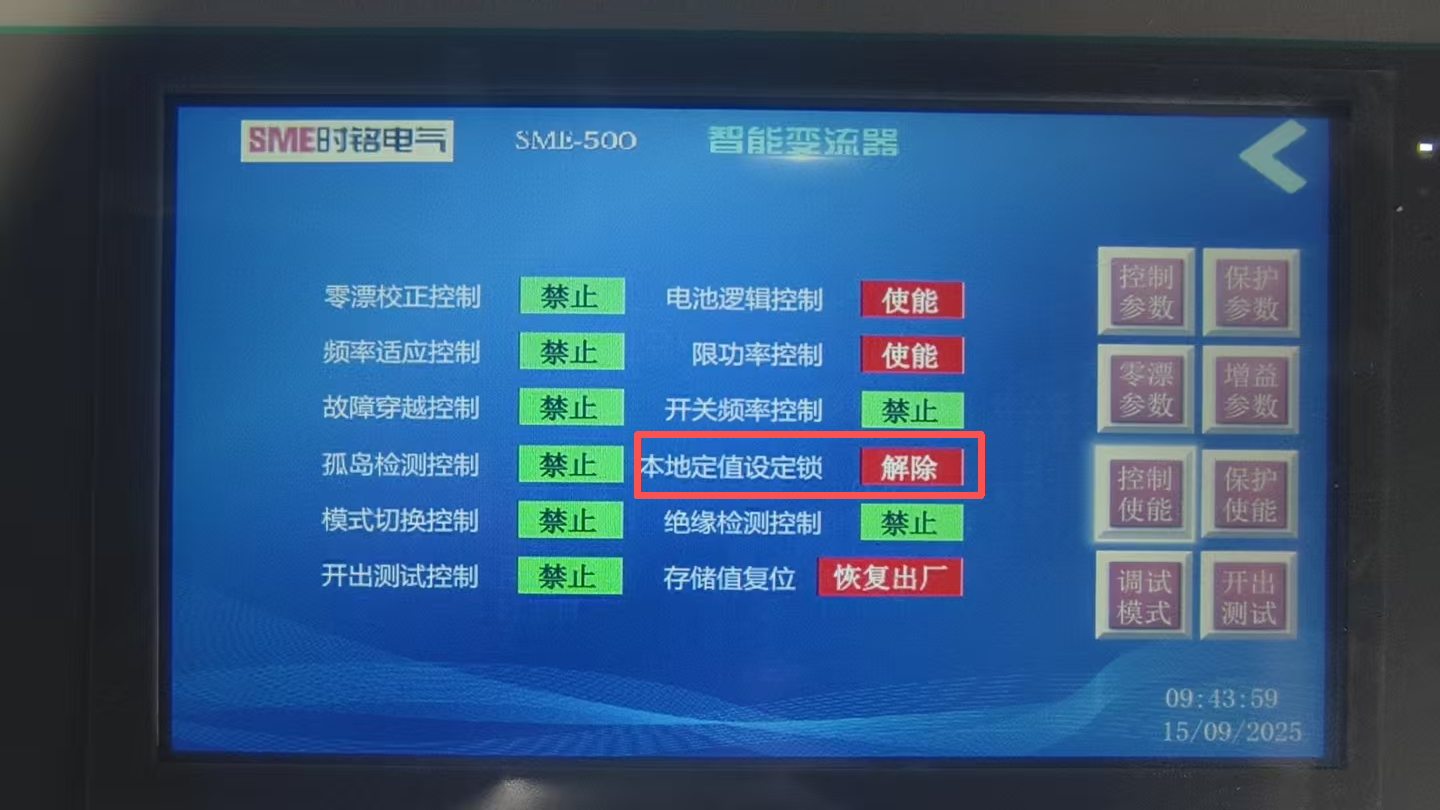 SME时铭电气 SME-500 智能变流器
零漂校正控制 禁止 电池逻辑控制 使能
频率适应控制 禁止 限功率控制 使能
故障穿越控制 禁止 开关频率控制 禁止
孤岛检测控制 禁止 本地定值设定锁 解除
模式切换控制 禁止 绝缘检测控制 禁止
开出测试控制 禁止 存储值复位 恢复出厂
控制参数 保护参数
零漂参数 增益参数
控制使能 保护使能
调试模式 开出测试
09:43:59
15/09/2025